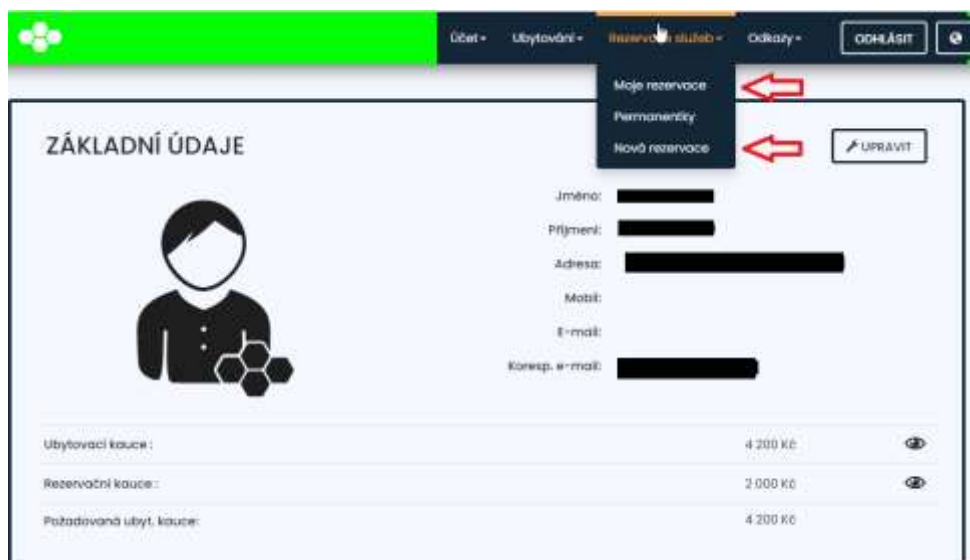 Účet
Ubytování
Rezervace služeb
Odkazy
ODHLÁSIT
Moje rezervace
Permanentky
Nová rezervace
ZÁKLADNÍ ÚDAJE
UPRAVIT
Jméno:
Příjmení:
Adresa:
Mobil:
E-mail:
Koresp. e-mail:
Ubytovací kauce : 4 200 Kč
Rezervační kauce : 2 000 Kč
Požadovaná ubyt. kauce: 4 200 Kč